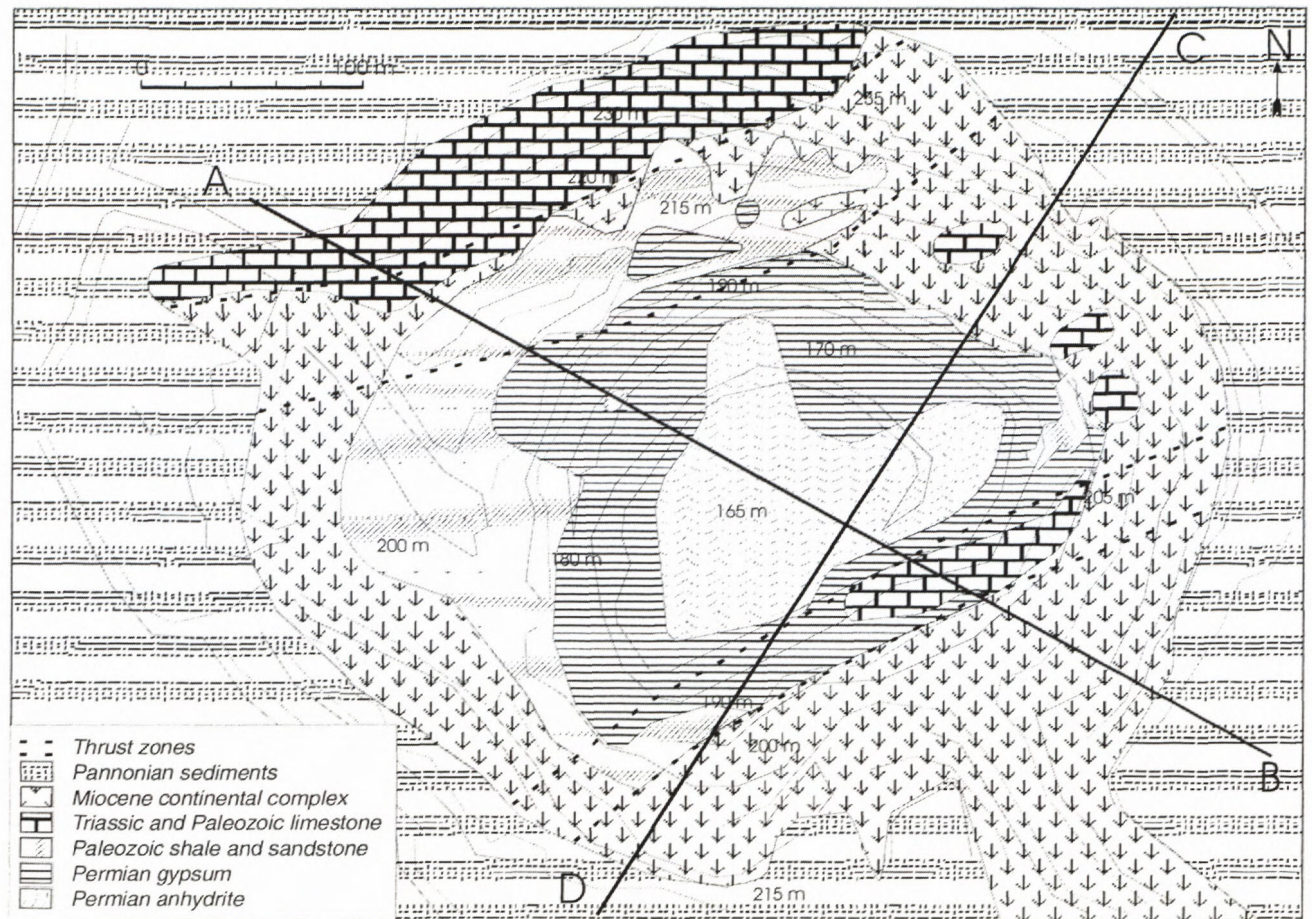 C
N
0 100 m
235 m
230 m
220 m
A
215 m
190 m
170 m
205 m
165 m
200 m
180 m
190 m
200 m
B
D
215 m
Thrust zones
Pannonian sediments
Miocene continental complex
Triassic and Paleozoic limestone
Paleozoic shale and sandstone
Permian gypsum
Permian anhydrite